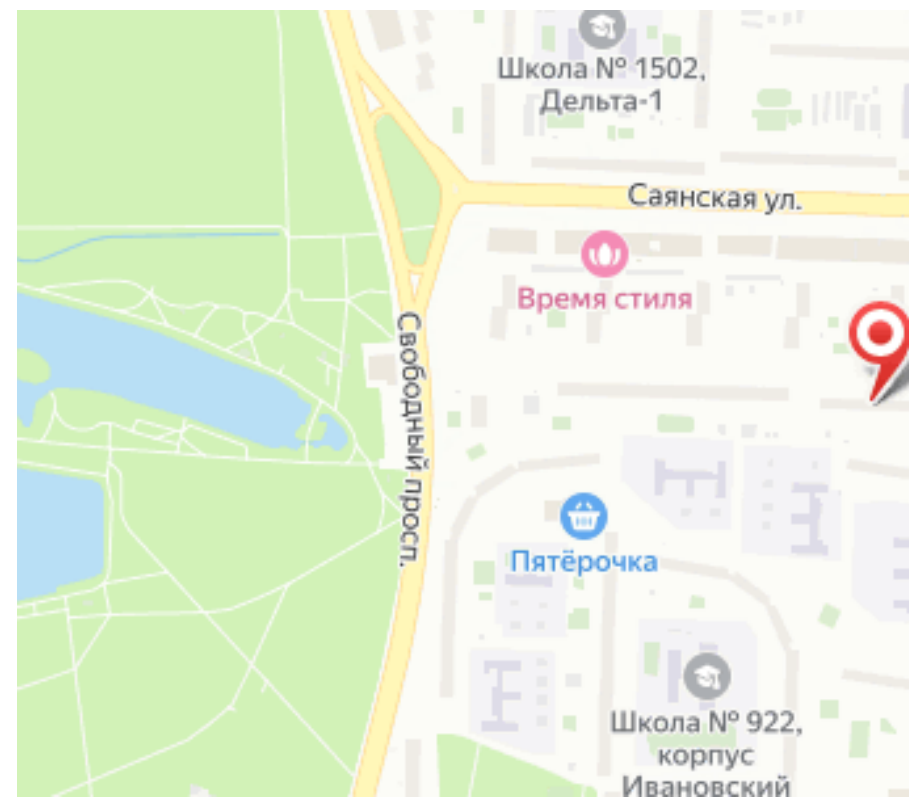 Школа № 1502,
Дельта-1
Саянская ул.
Время стиля
Свободный просп.
Пятёрочка
Школа № 922,
корпус
Ивановский